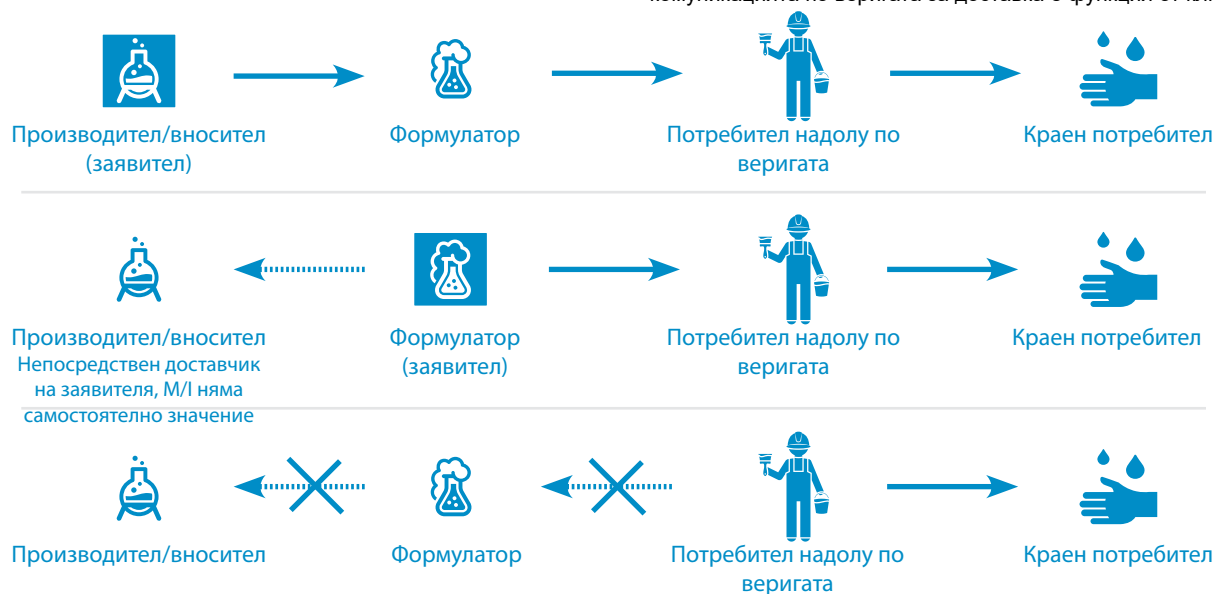 Производител/вносител
(заявител)
Формулатор
Потребител надолу по
веригата
Краен потребител
Производител/вносител
Непосредствен доставчик
на заявителя, M/I няма
самостоятелно значение
Формулатор
(заявител)
Потребител надолу по
веригата
Краен потребител
Производител/вносител
Формулатор
Потребител надолу по
веригата
Краен потребител